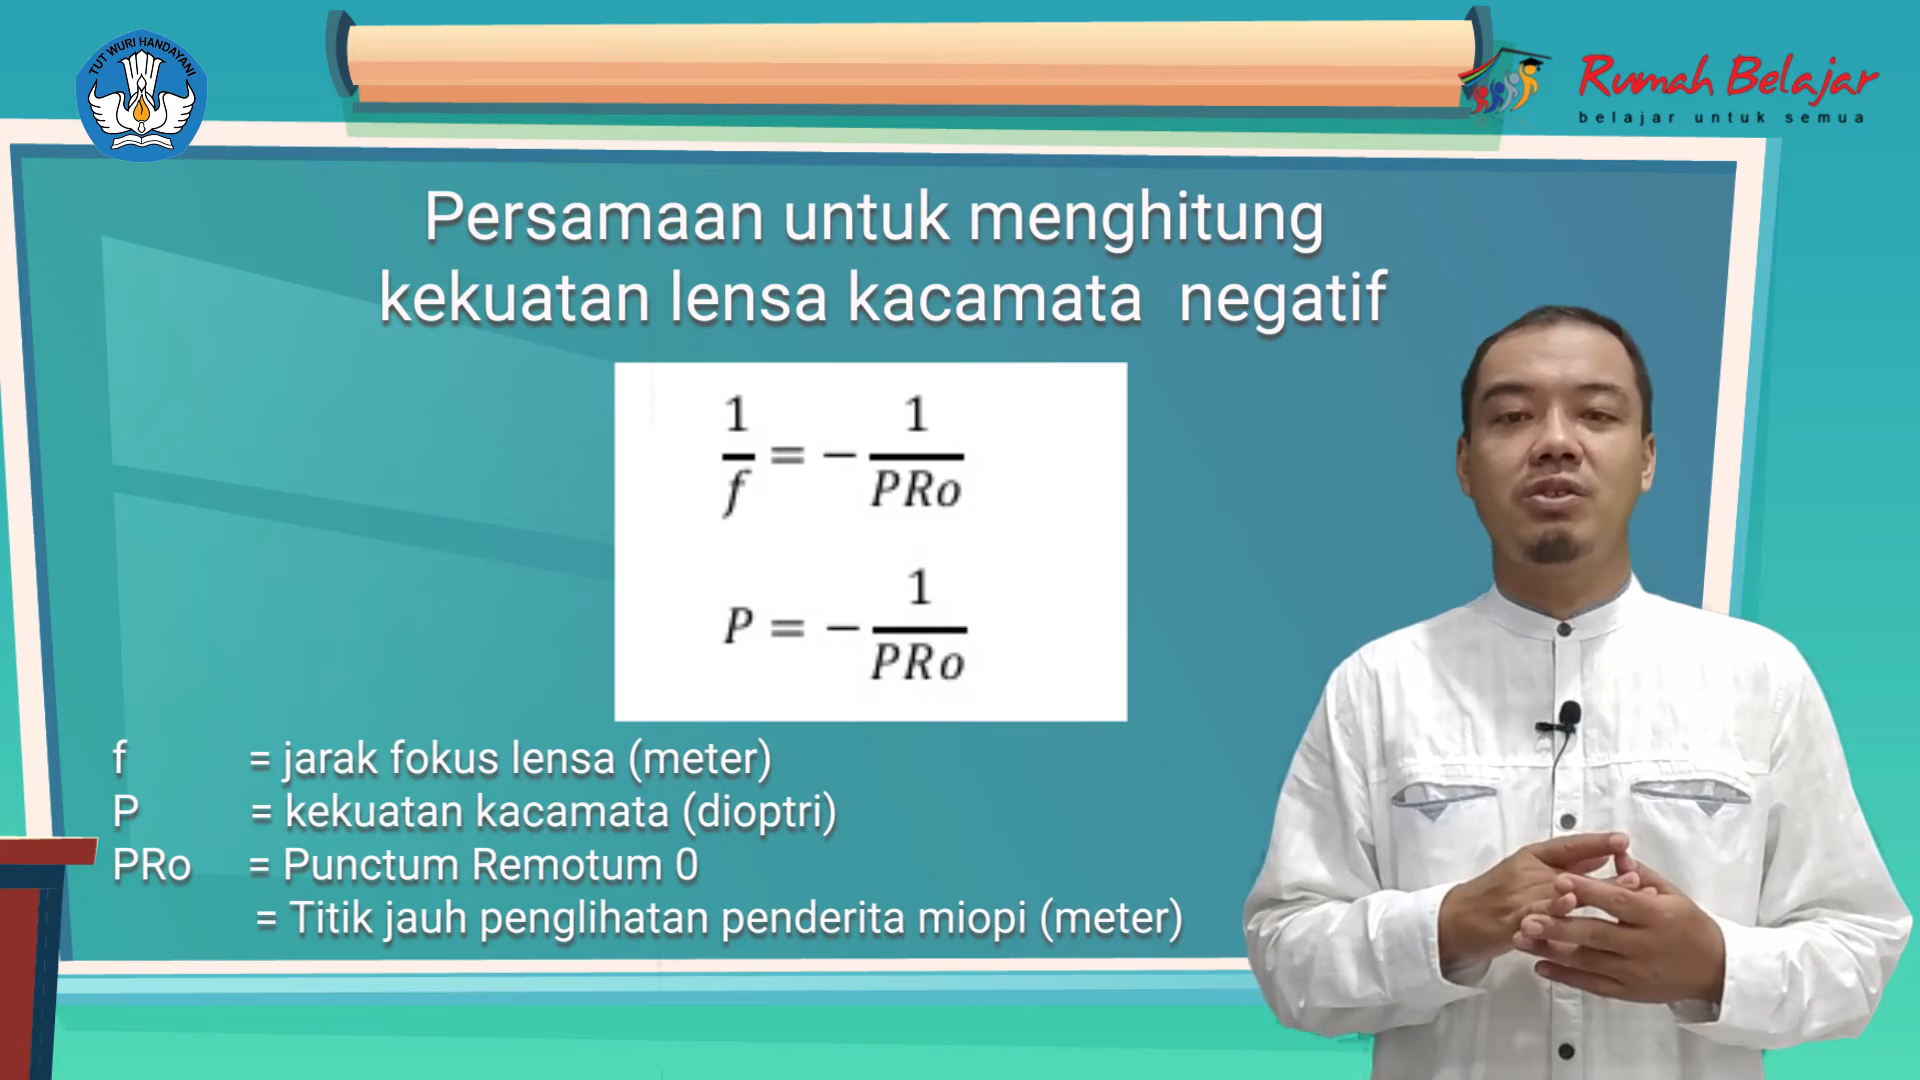 TUT WURI HANDAYANI
Rumah Belajar
belajar untuk semua
Persamaan untuk menghitung
kekuatan lensa kacamata negatif
1/f = - 1/PRo
P = - 1/PRo
f = jarak fokus lensa (meter)
P = kekuatan kacamata (dioptri)
PRo = Punctum Remotum 0
= Titik jauh penglihatan penderita miopi (meter)